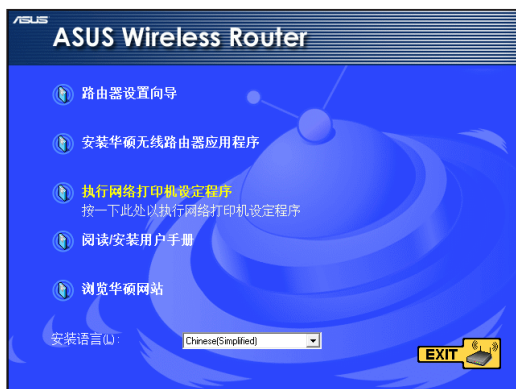 ASUS
ASUS Wireless Router
路由器设置向导
安装华硕无线路由器应用程序
执行网络打印机设定程序
按一下此处以执行网络打印机设定程序
阅读/安装用户手册
浏览华硕网站
安装语言(L):
Chinese(Simplified)
EXIT